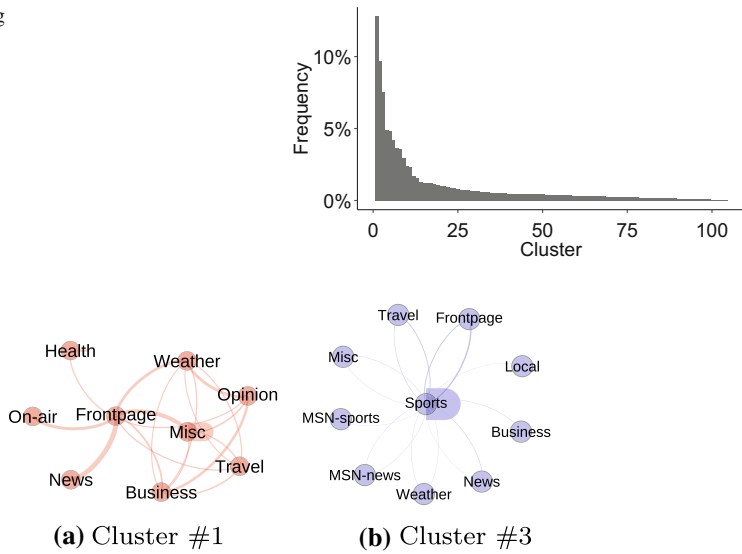 g
10%
5%
0%
Frequency
0 25 50 75 100
Cluster
Health
Weather
Opinion
On-air
Frontpage
Misc
News
Travel
Business
Travel
Frontpage
Misc
Local
Sports
MSN-sports
Business
MSN-news
News
Weather
(a) Cluster #1
(b) Cluster #3